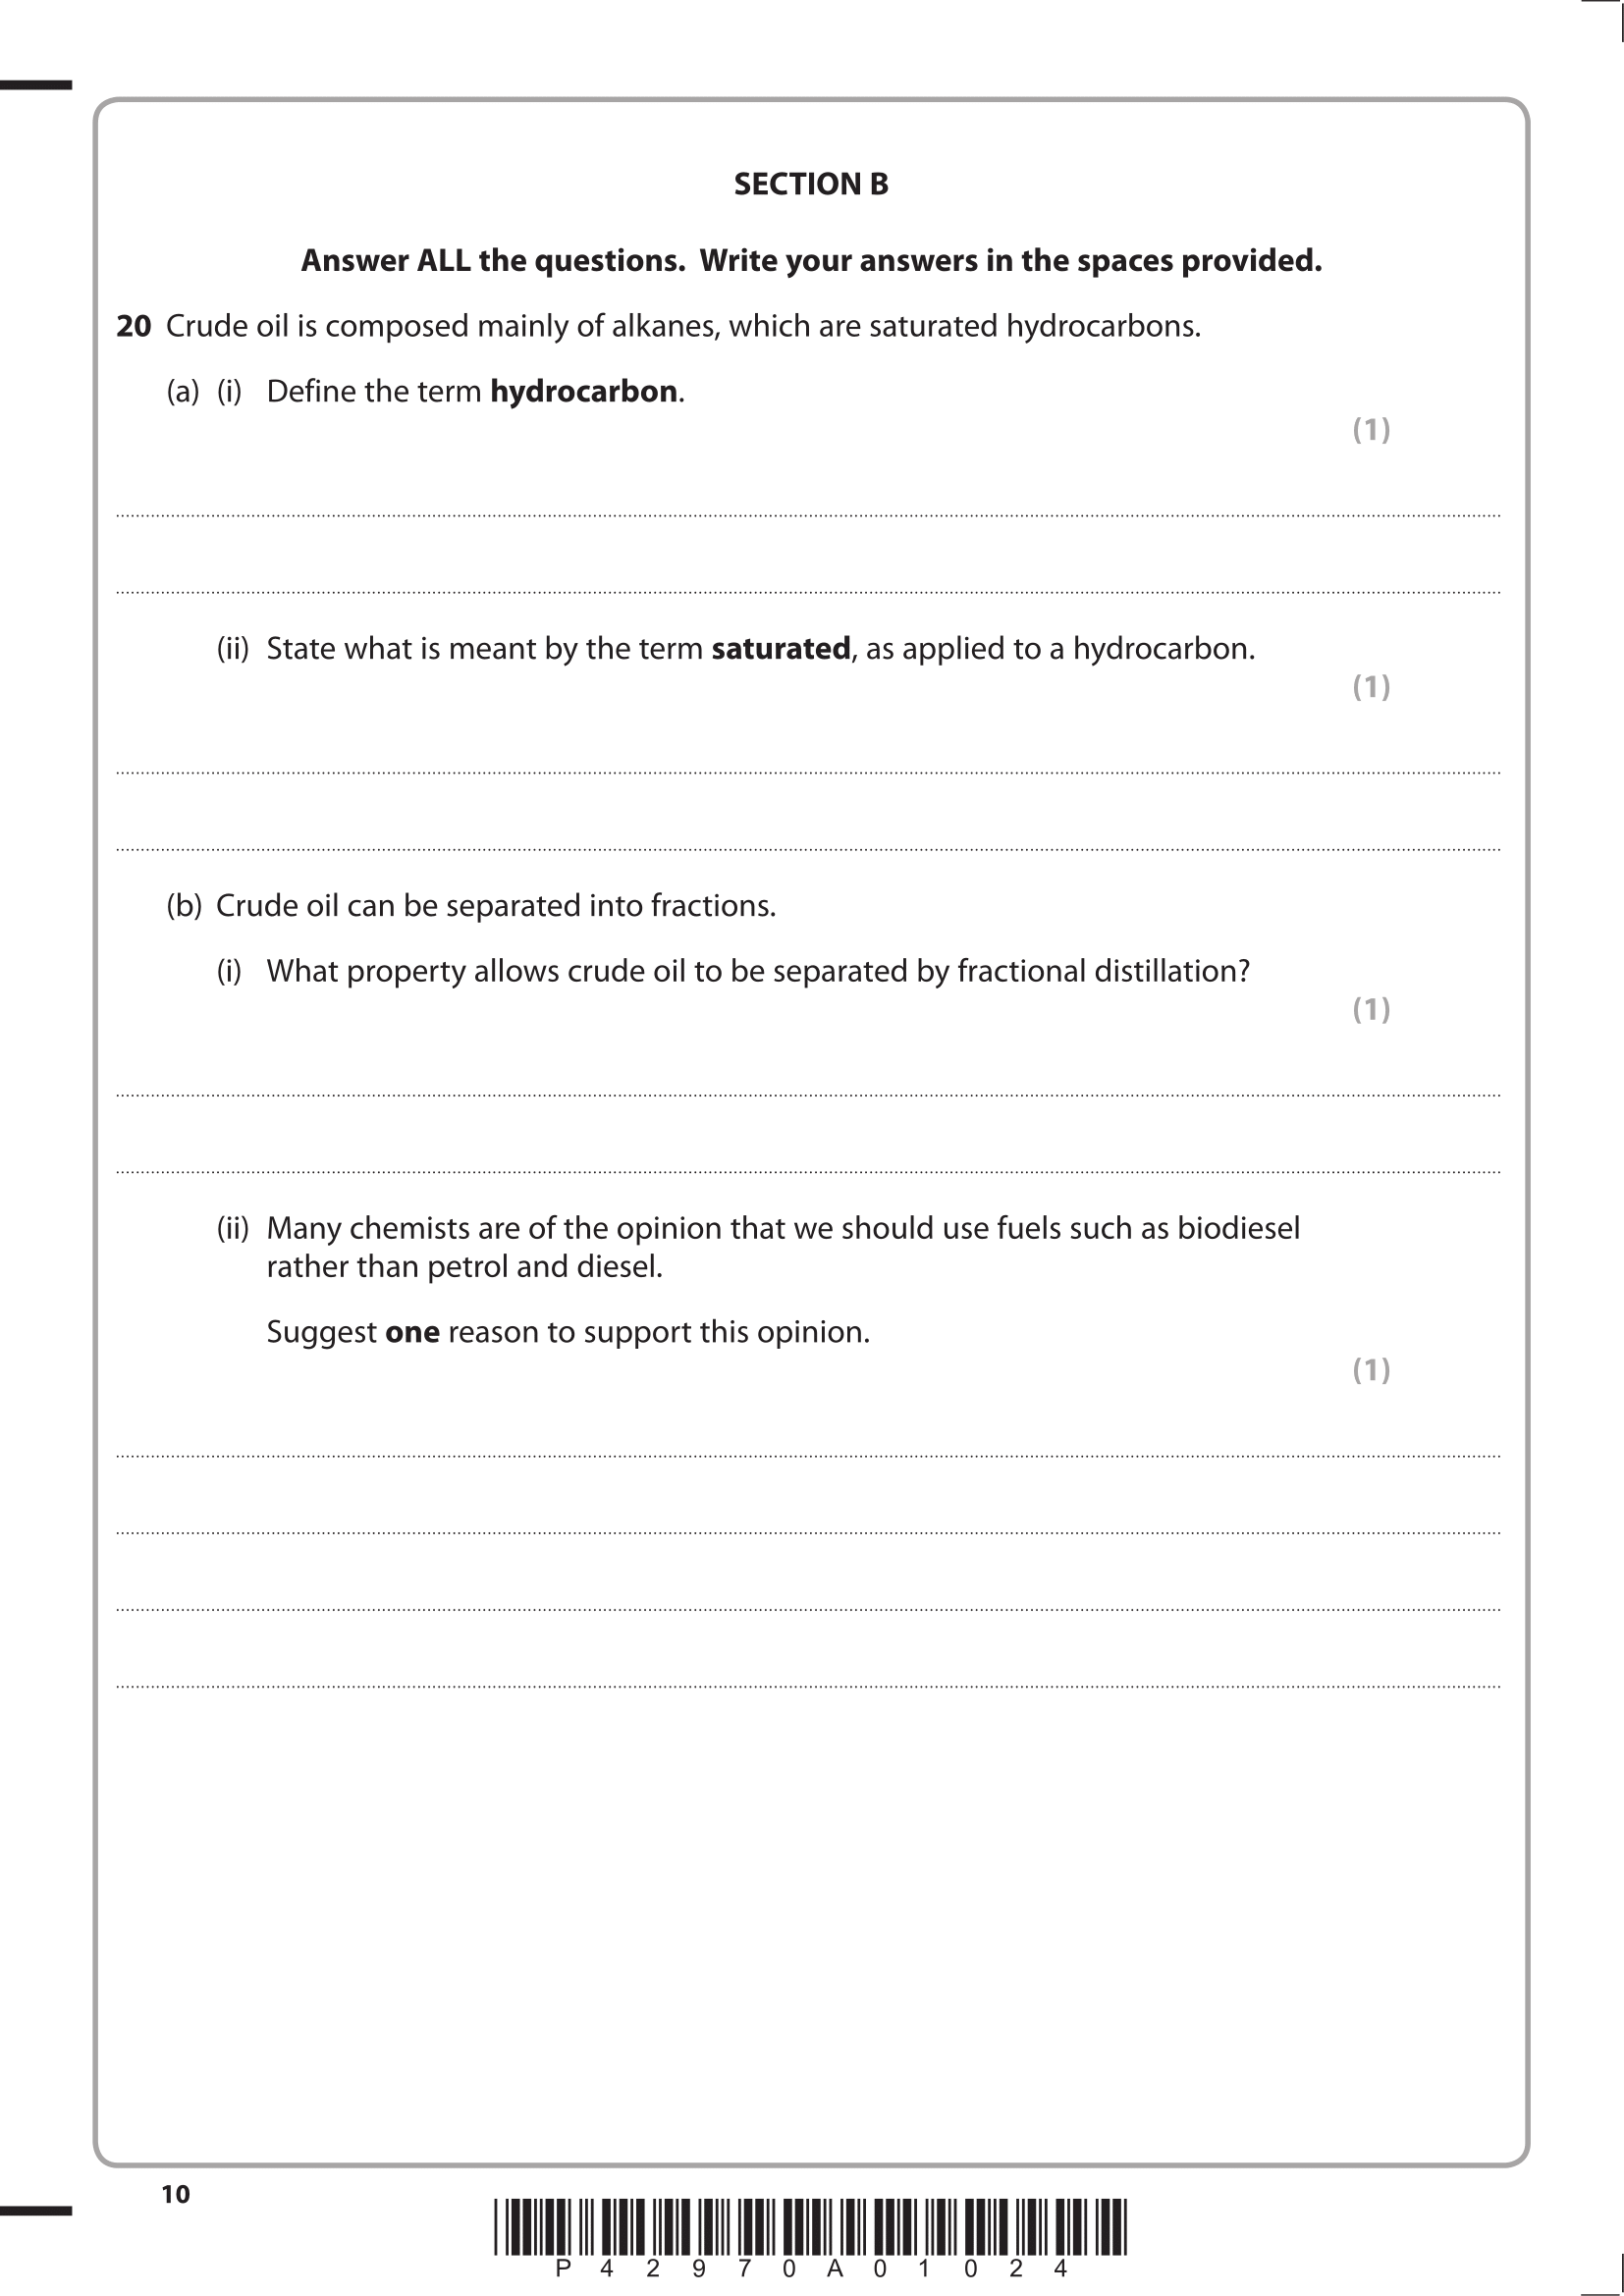 SECTION B
Answer ALL the questions. Write your answers in the spaces provided.
20 Crude oil is composed mainly of alkanes, which are saturated hydrocarbons.
(a) (i) Define the term hydrocarbon.
(1)
(ii) State what is meant by the term saturated, as applied to a hydrocarbon.
(1)
(b) Crude oil can be separated into fractions.
(i) What property allows crude oil to be separated by fractional distillation?
(1)
(ii) Many chemists are of the opinion that we should use fuels such as biodiesel
rather than petrol and diesel.
Suggest one reason to support this opinion.
(1)
10
P 4 2 9 7 0 A 0 1 0 2 4